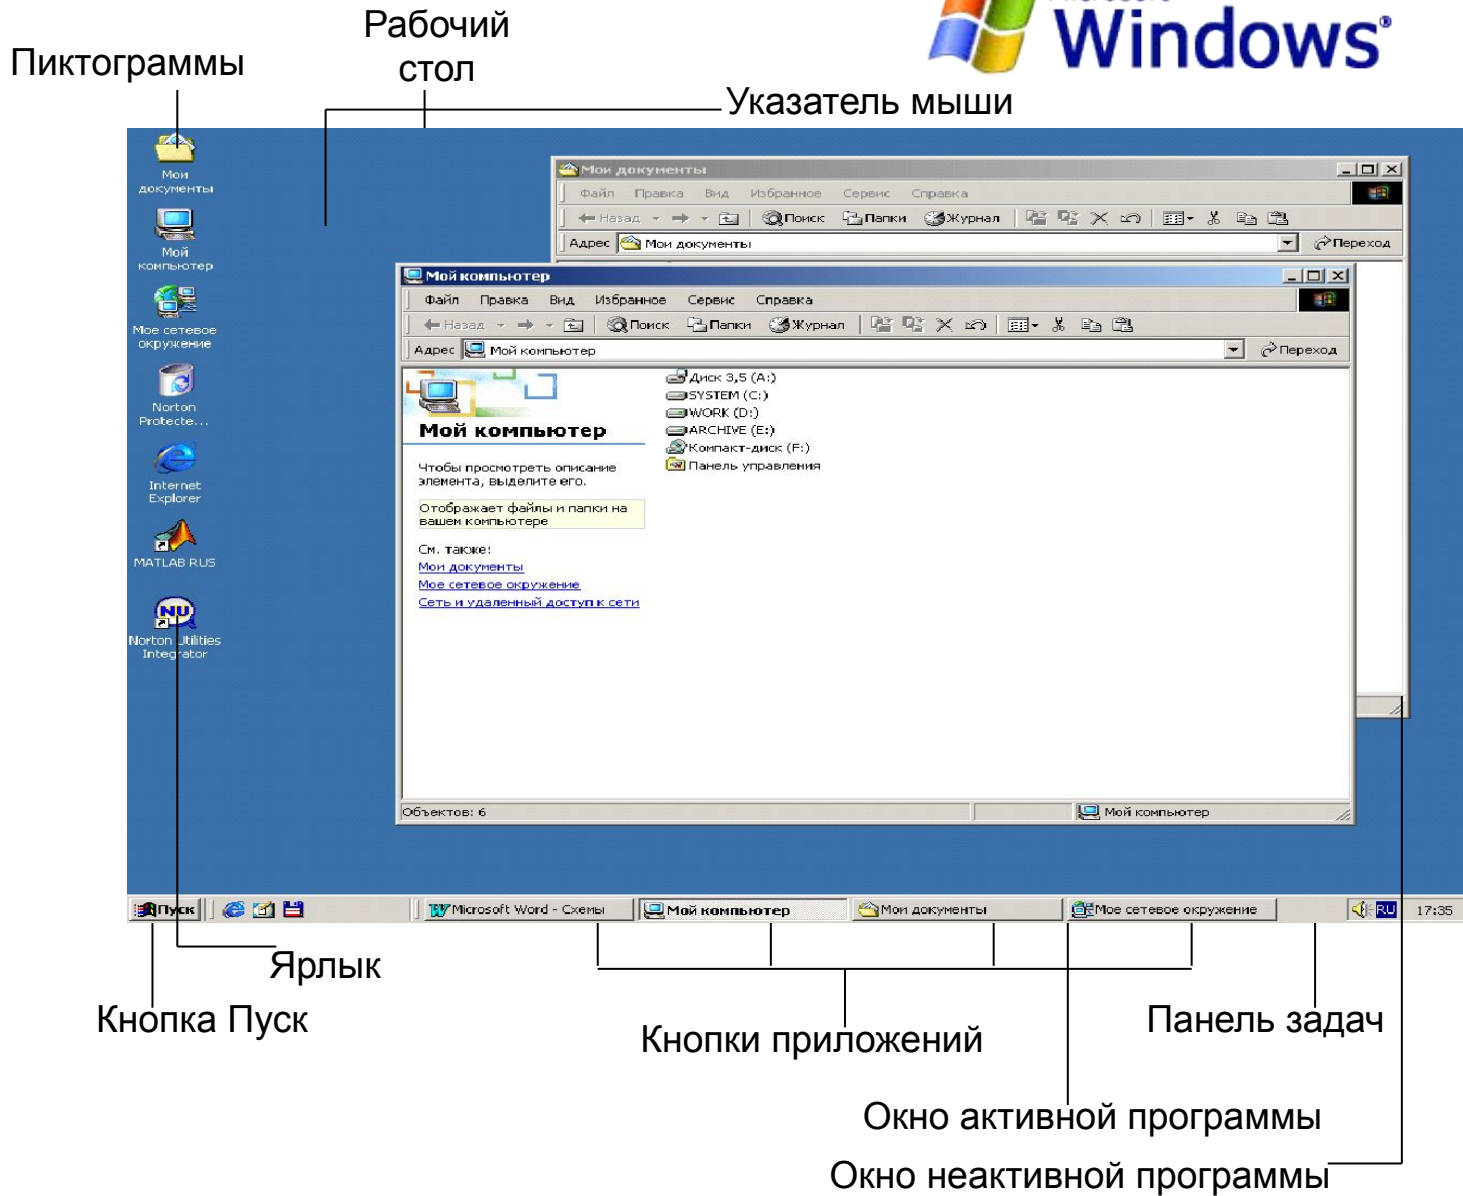 Рабочий
стол
Пиктограммы
Windows®
Указатель мыши
Мои
документы
Мой
компьютер
Мое сетевое
окружение
Norton
Protecte...
Internet
Explorer
MATLAB RUS
NU
Norton Utilities
Integrator
Мои документы
Файл Правка Вид Избранное Сервис Справка
Назад Поиск Папки Журнал
Адрес Мои документы Переход
Мой компьютер
Файл Правка Вид Избранное Сервис Справка
Назад Поиск Папки Журнал
Адрес Мой компьютер Переход
Мой компьютер
Чтобы просмотреть описание
элемента, выделите его.
Отображает файлы и папки на
вашем компьютере
См. также:
Мои документы
Мое сетевое окружение
Сеть и удаленный доступ к сети
Диск 3,5 (A:)
SYSTEM (C:)
WORK (D:)
ARCHIVE (E:)
Компакт-диск (F:)
Панель управления
Объектов: 6
Мой компьютер
Пуск
Microsoft Word - Схемы
Мой компьютер
Мои документы
Мое сетевое окружение
RU
17:35
Ярлык
Кнопка Пуск
Кнопки приложений
Панель задач
Окно активной программы
Окно неактивной программы